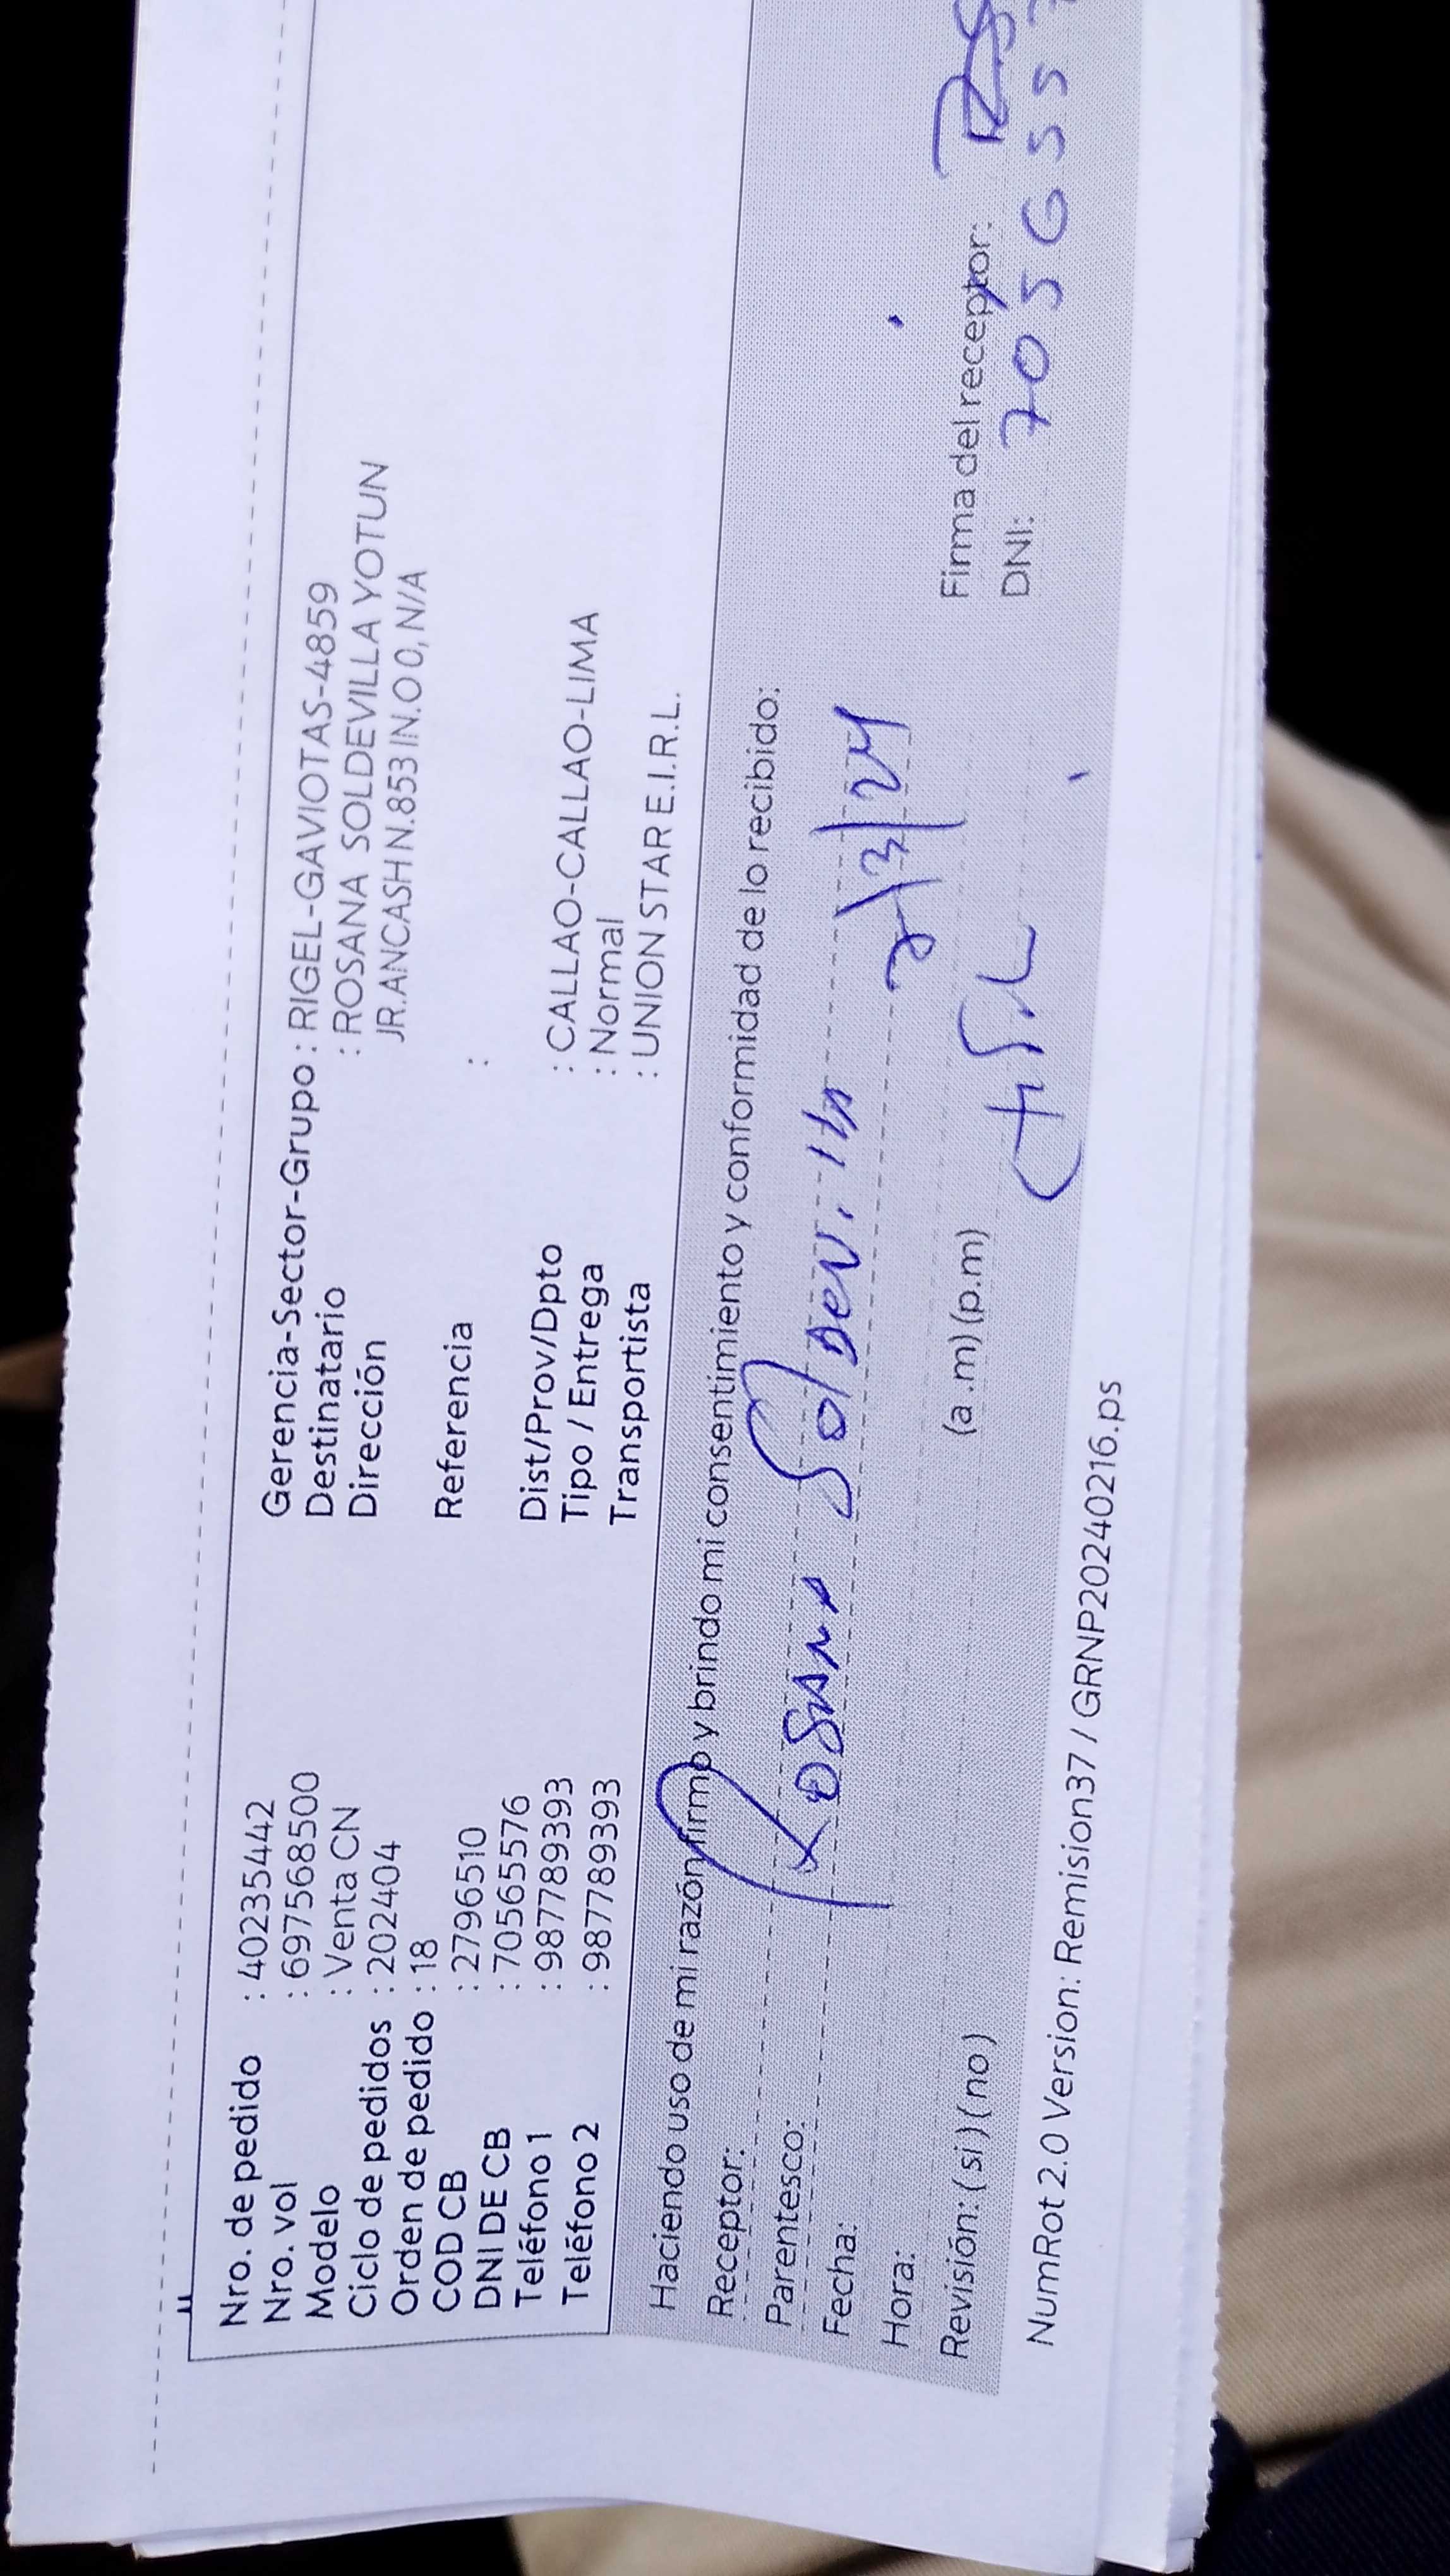 Nro. de pedido : 40235442
Nro. vol : 697568500
Modelo : Venta CN
Ciclo de pedidos : 202404
Orden de pedido : 18
COD CB : 2796510
DNI DE CB : 70565576
Teléfono 1 : 987789393
Teléfono 2 : 987789393
Gerencia-Sector-Grupo : RIGEL-GAVIOTAS-4859
Destinatario : ROSANA SOLDEVILLA YOTUN
Dirección JR.ANCASH N.853 IN.O 0, N/A
Referencia :
Dist/Prov/Dpto : CALLAO-CALLAO-LIMA
Tipo / Entrega : Normal
Transportista : UNION STAR E.I.R.L.
Haciendo uso de mi razón firmo y brindo mi consentimiento y conformidad de lo recibido:
Receptor: Rosana Soldevilla
Parentesco:
Fecha: 2/3/24
Hora: (a .m) (p.m)
Revisión: ( si ) ( no )
Firma del receptor:
DNI: 705655
NumRot 2.0 Version: Remision37 / GRNP20240216.ps